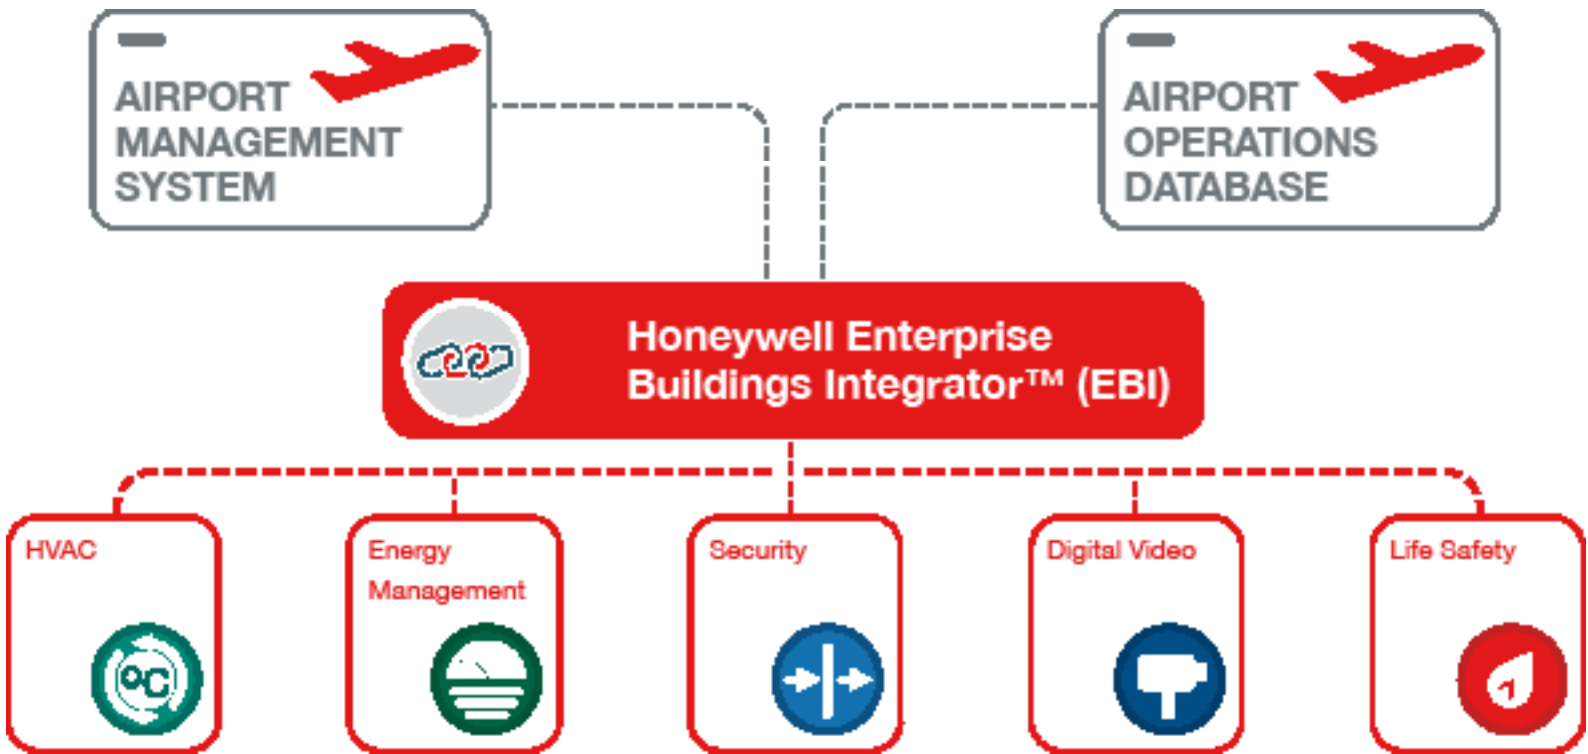 AIRPORT
MANAGEMENT
SYSTEM
AIRPORT
OPERATIONS
DATABASE
Honeywell Enterprise
Buildings Integrator™ (EBI)
HVAC
Energy
Management
Security
Digital Video
Life Safety
°C